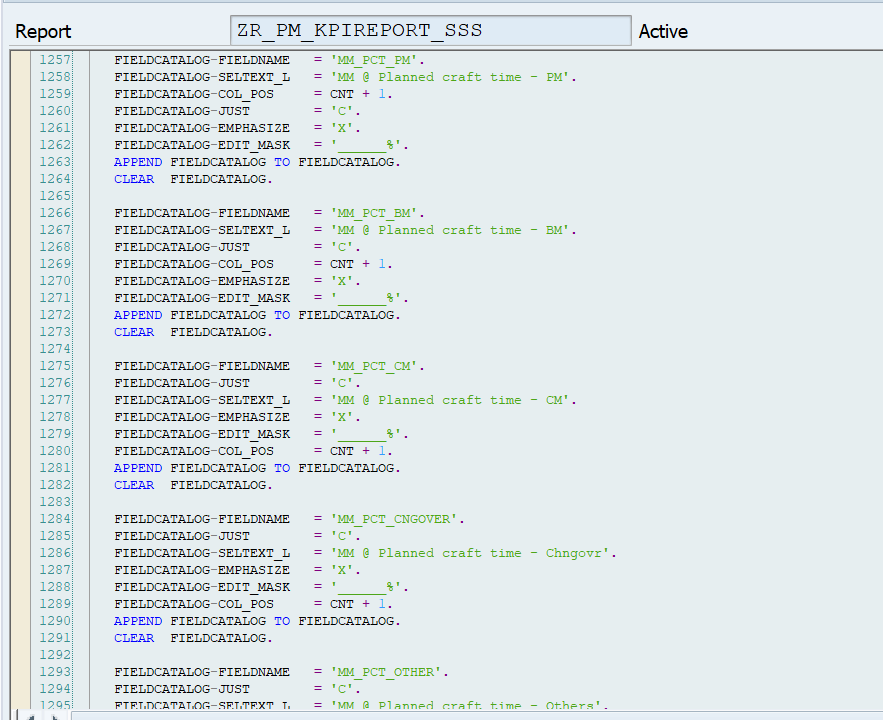 Report ZR_PM_KPIREPORT_SSS Active
1257 FIELDCATALOG-FIELDNAME = 'MM_PCT_PM'.
1258 FIELDCATALOG-SELTEXT_L = 'MM @ Planned craft time - PM'.
1259 FIELDCATALOG-COL_POS = CNT + 1.
1260 FIELDCATALOG-JUST = 'C'.
1261 FIELDCATALOG-EMPHASIZE = 'X'.
1262 FIELDCATALOG-EDIT_MASK = '______%'.
1263 APPEND FIELDCATALOG TO FIELDCATALOG.
1264 CLEAR FIELDCATALOG.
1265
1266 FIELDCATALOG-FIELDNAME = 'MM_PCT_BM'.
1267 FIELDCATALOG-SELTEXT_L = 'MM @ Planned craft time - BM'.
1268 FIELDCATALOG-JUST = 'C'.
1269 FIELDCATALOG-COL_POS = CNT + 1.
1270 FIELDCATALOG-EMPHASIZE = 'X'.
1271 FIELDCATALOG-EDIT_MASK = '______%'.
1272 APPEND FIELDCATALOG TO FIELDCATALOG.
1273 CLEAR FIELDCATALOG.
1274
1275 FIELDCATALOG-FIELDNAME = 'MM_PCT_CM'.
1276 FIELDCATALOG-JUST = 'C'.
1277 FIELDCATALOG-SELTEXT_L = 'MM @ Planned craft time - CM'.
1278 FIELDCATALOG-EMPHASIZE = 'X'.
1279 FIELDCATALOG-EDIT_MASK = '______%'.
1280 FIELDCATALOG-COL_POS = CNT + 1.
1281 APPEND FIELDCATALOG TO FIELDCATALOG.
1282 CLEAR FIELDCATALOG.
1283
1284 FIELDCATALOG-FIELDNAME = 'MM_PCT_CNGOVER'.
1285 FIELDCATALOG-JUST = 'C'.
1286 FIELDCATALOG-SELTEXT_L = 'MM @ Planned craft time - Chngovr'.
1287 FIELDCATALOG-EMPHASIZE = 'X'.
1288 FIELDCATALOG-EDIT_MASK = '______%'.
1289 FIELDCATALOG-COL_POS = CNT + 1.
1290 APPEND FIELDCATALOG TO FIELDCATALOG.
1291 CLEAR FIELDCATALOG.
1292
1293 FIELDCATALOG-FIELDNAME = 'MM_PCT_OTHER'.
1294 FIELDCATALOG-JUST = 'C'.
1295 FIELDCATALOG-SELTEXT_L = 'MM @ Planned craft time - Others'.